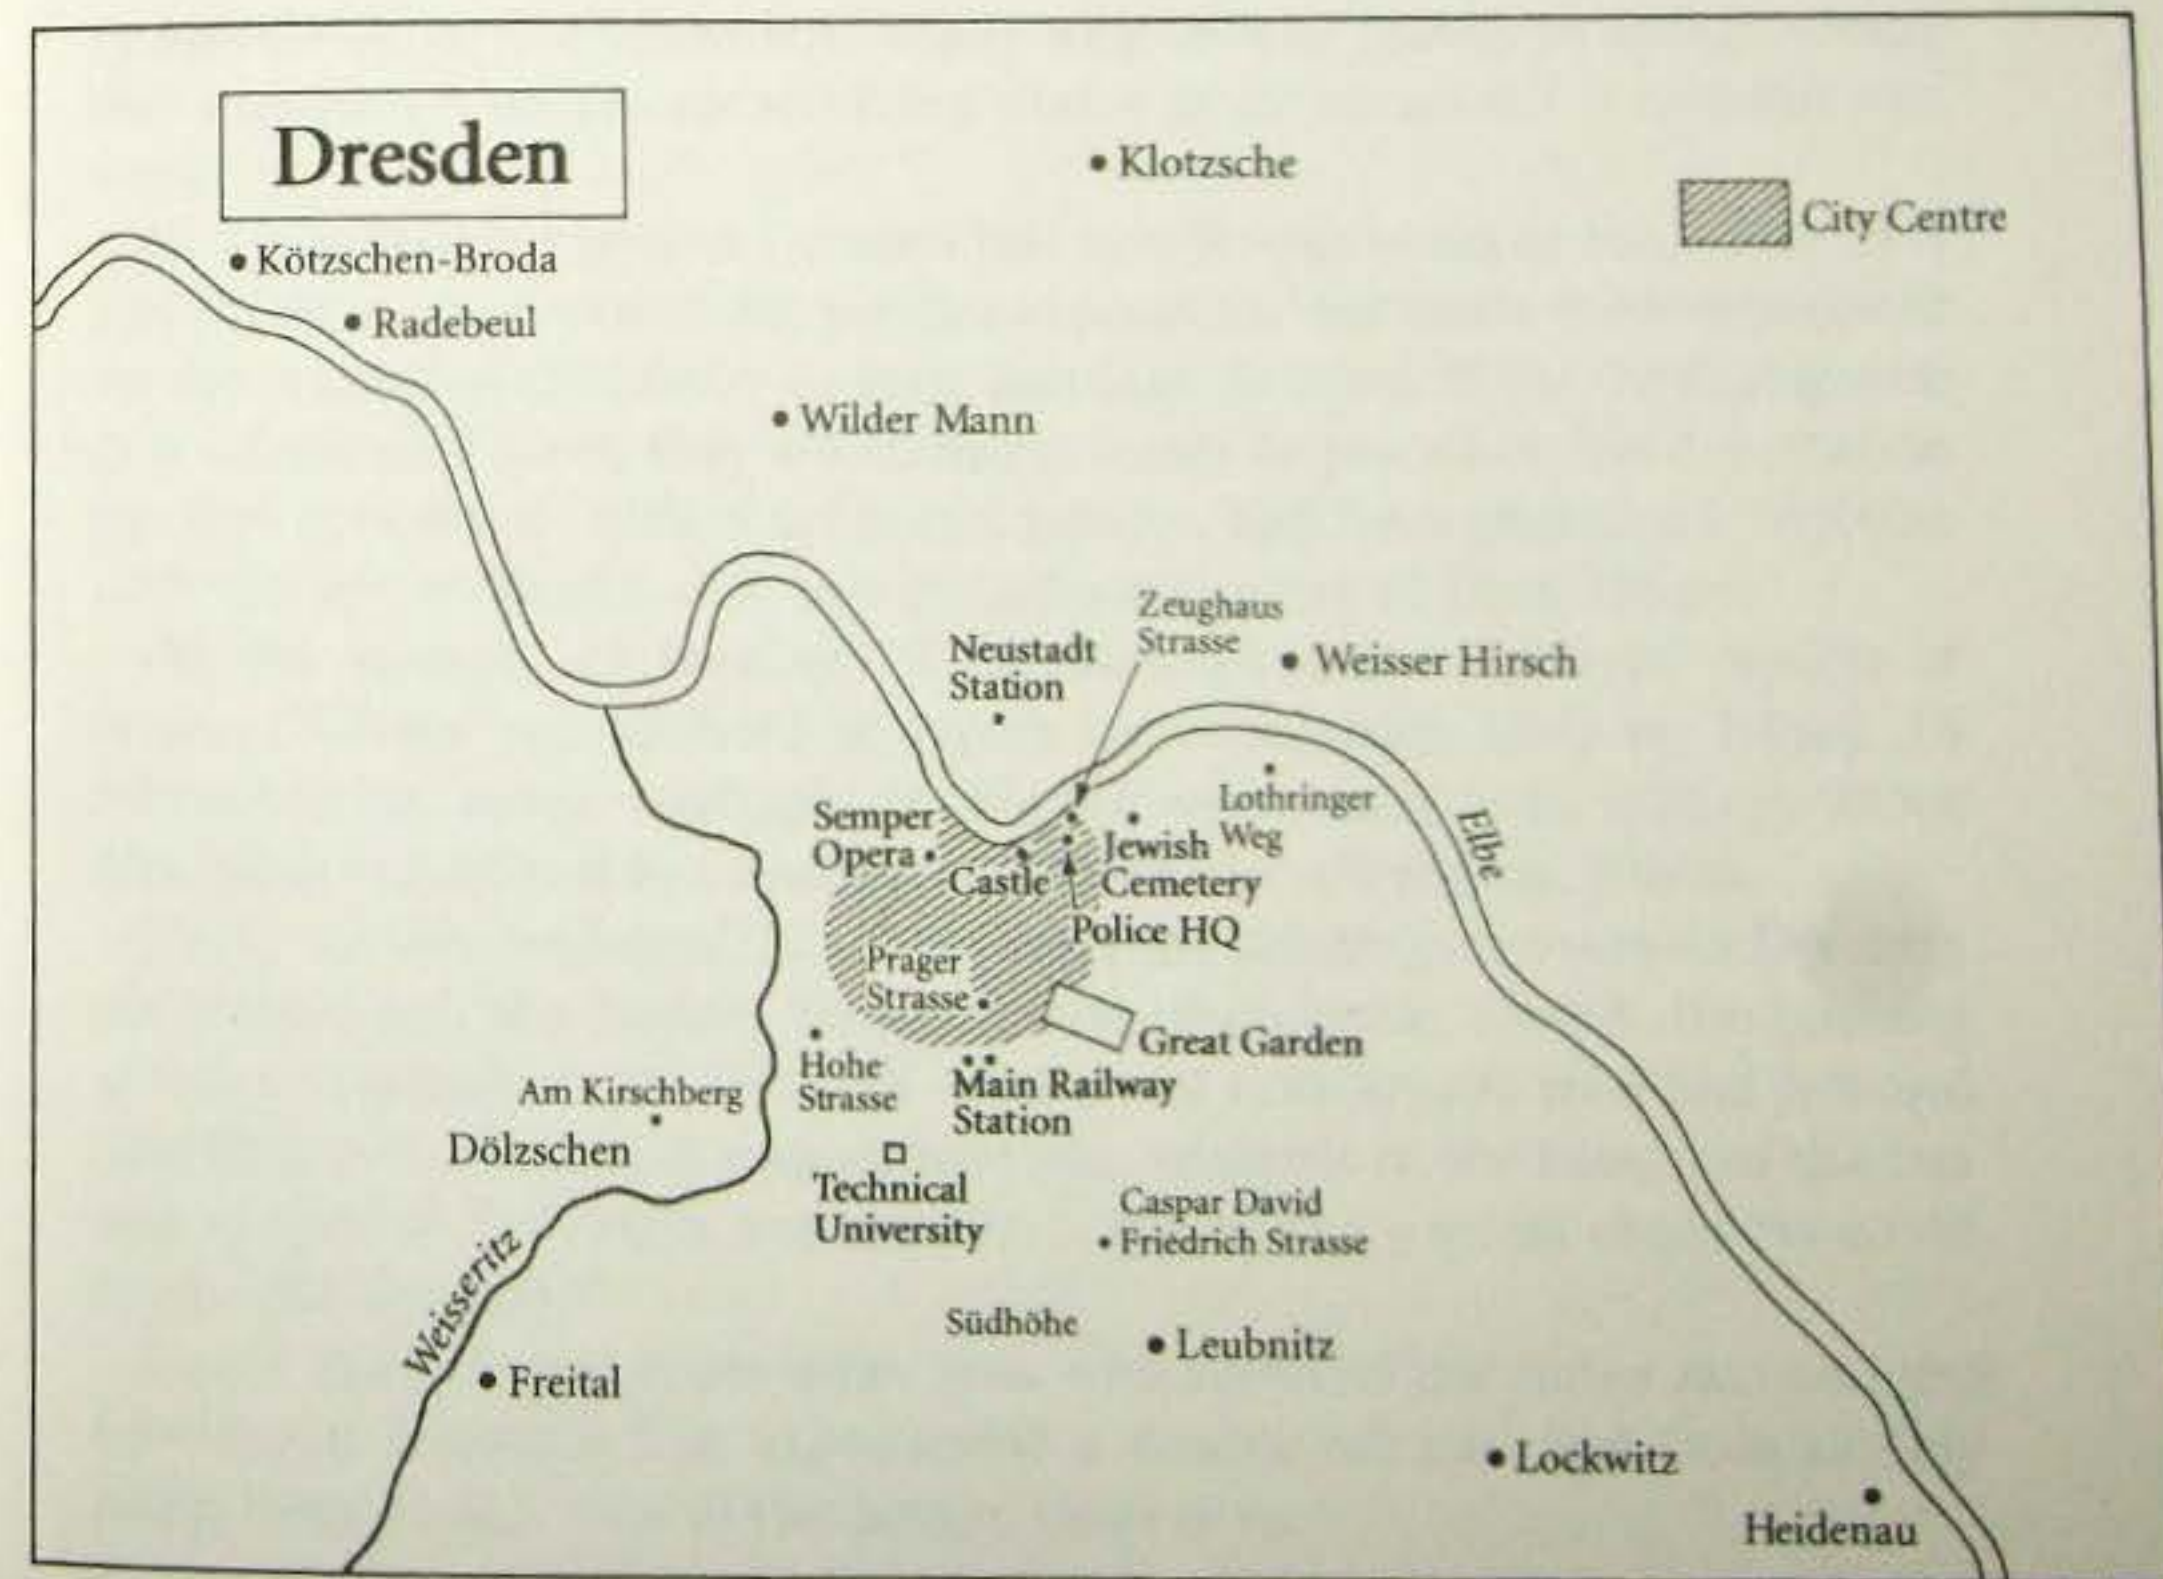 Dresden
Klotzsche
City Centre
Kötzschen-Broda
Radebeul
Wilder Mann
Zeughaus
Strasse
Neustadt
Station
Weisser Hirsch
Semper
Opera
Castle
Jewish
Cemetery
Lothringer
Weg
Elbe
Police HQ
Prager
Strasse
Great Garden
Hohe
Strasse
Main Railway
Station
Am Kirschberg
Dölzschen
Technical
University
Caspar David
Friedrich Strasse
Weisseritz
Südhöhe
Leubnitz
Freital
Lockwitz
Heidenau